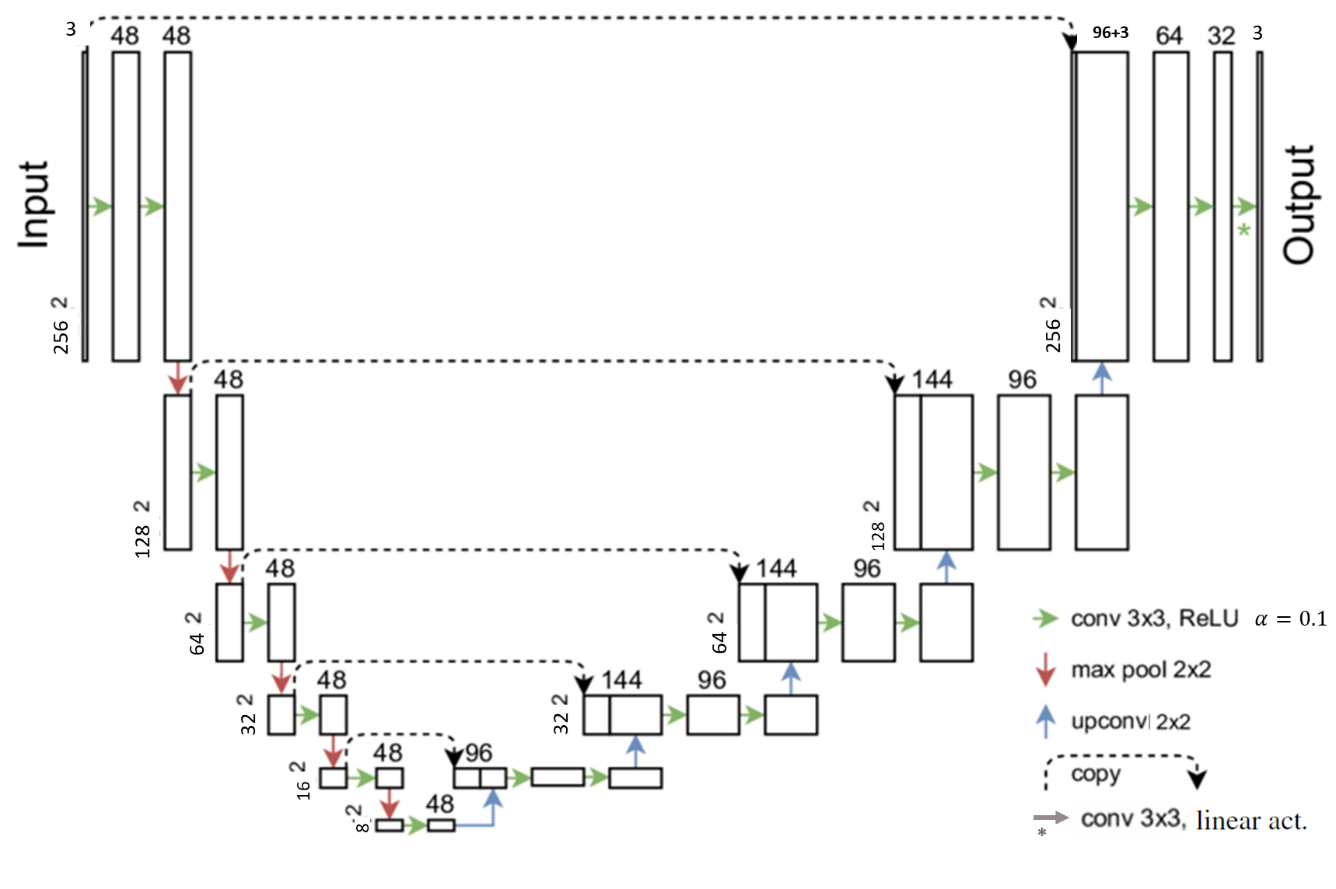 3 48 48 96+3 64 32 3
Input
Output
*
256 2
256 2
48 144 96
128 2
128 2
48 144 96
64 2
64 2
conv 3x3, ReLU α = 0.1
max pool 2x2
upconv 2x2
copy
* conv 3x3, linear act.
48 144 96
32 2
32 2
48 96
16 2
48
8 2